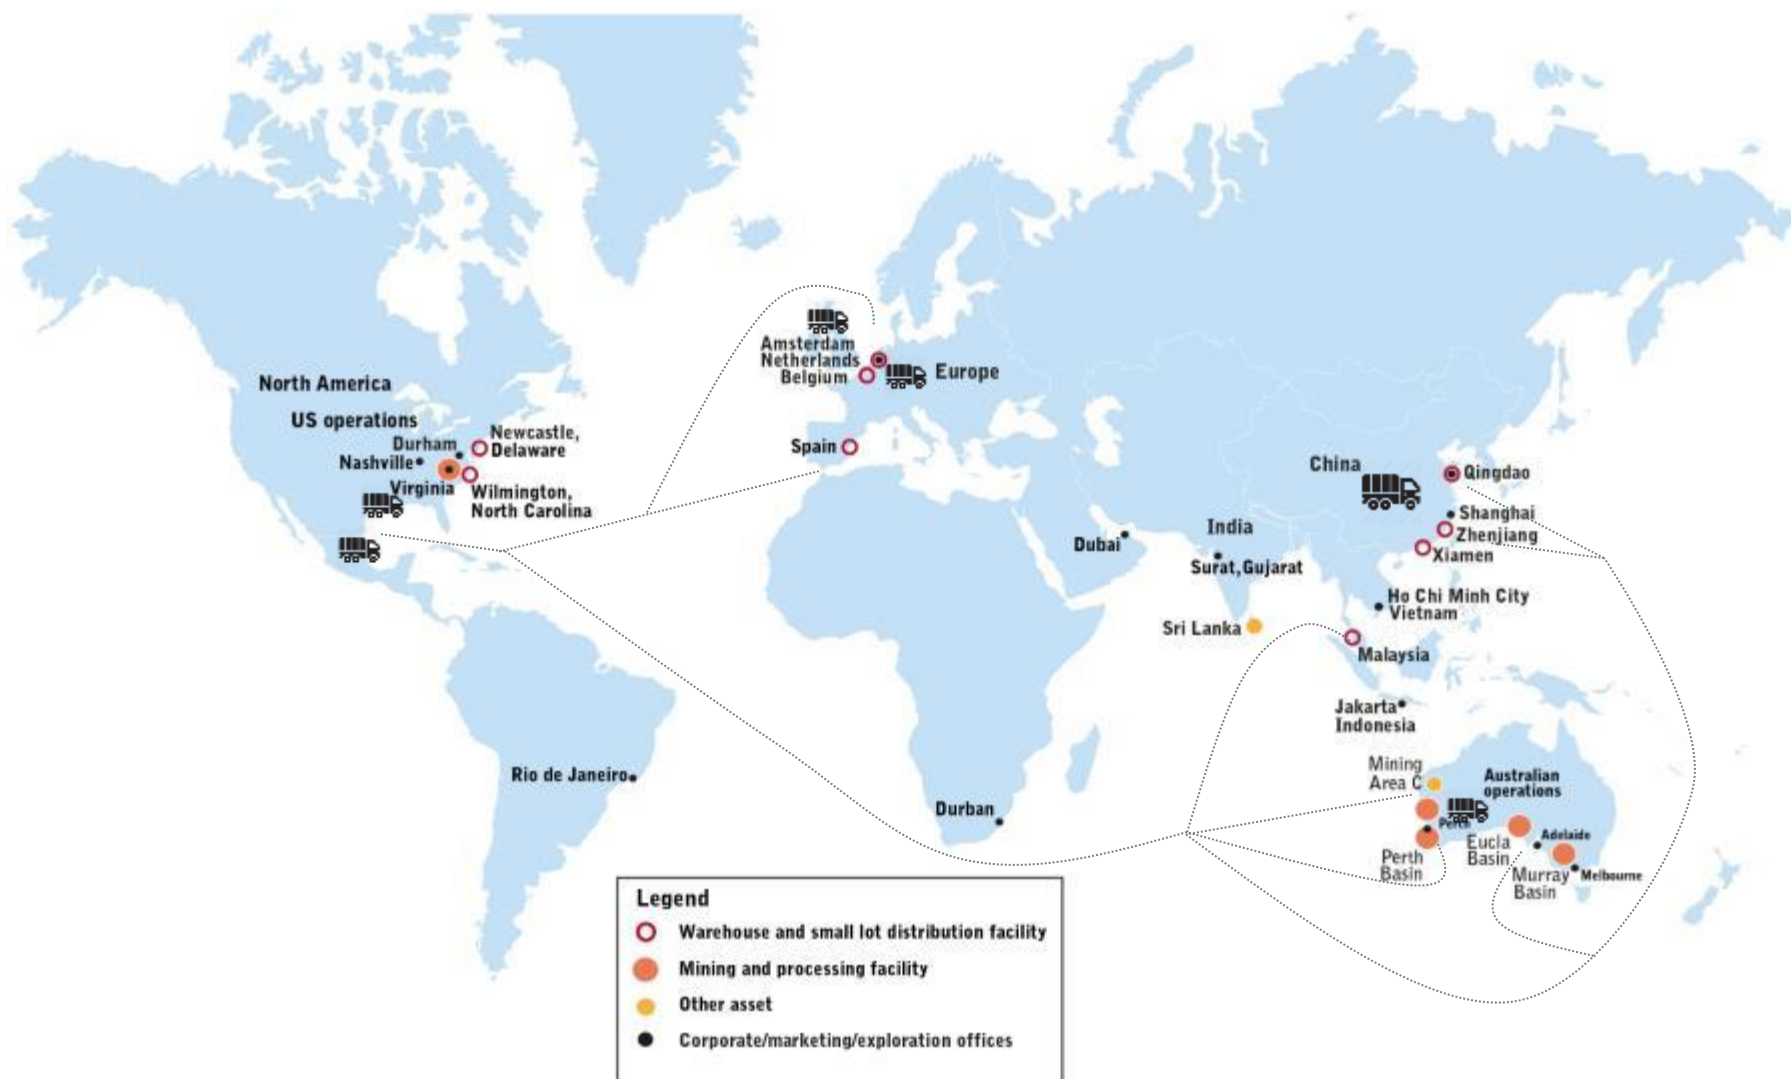 North America
US operations
Durham
Newcastle,
Delaware
Nashville
Virginia
Wilmington,
North Carolina
Amsterdam
Netherlands
Belgium
Europe
Spain
China
Qingdao
Shanghai
Zhenjiang
Xiamen
India
Dubai
Surat, Gujarat
Ho Chi Minh City
Vietnam
Sri Lanka
Malaysia
Jakarta
Indonesia
Rio de Janeiro
Durban
Mining
Area C
Australian
operations
Perth
Perth
Basin
Eucla
Basin
Adelaide
Murray
Basin
Melbourne
Legend
Warehouse and small lot distribution facility
Mining and processing facility
Other asset
Corporate/marketing/exploration offices